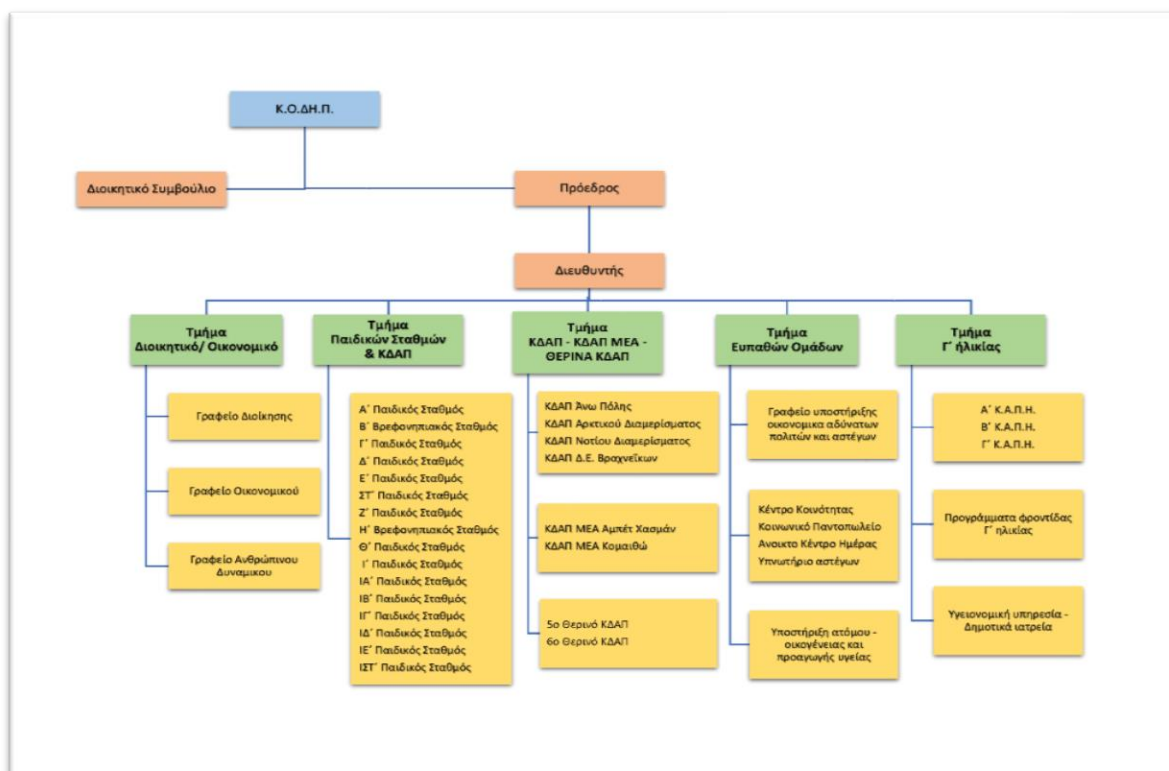 Κ.Ο.ΔΗ.Π.
Διοικητικό Συμβούλιο
Πρόεδρος
Διευθυντής
Τμήμα
Διοικητικό/ Οικονομικό
Γραφείο Διοίκησης
Γραφείο Οικονομικού
Γραφείο Ανθρώπινου
Δυναμικου
Τμήμα
Παιδικών Σταθμών
& ΚΔΑΠ
Α΄ Παιδικός Σταθμός
Β΄ Βρεφονηπιακός Σταθμός
Γ΄ Παιδικός Σταθμός
Δ΄ Παιδικός Σταθμός
Ε΄ Παιδικός Σταθμός
ΣΤ΄ Παιδικός Σταθμός
Ζ΄ Παιδικός Σταθμός
Η΄ Βρεφονηπιακός Σταθμός
Θ΄ Παιδικός Σταθμός
Ι΄ Παιδικός Σταθμός
ΙΑ΄ Παιδικός Σταθμός
ΙΒ΄ Παιδικός Σταθμός
ΙΓ΄ Παιδικός Σταθμός
ΙΔ΄ Παιδικός Σταθμός
ΙΕ΄ Παιδικός Σταθμός
ΙΣΤ΄ Παιδικός Σταθμός
Τμήμα
ΚΔΑΠ - ΚΔΑΠ ΜΕΑ -
ΘΕΡΙΝΑ ΚΔΑΠ
ΚΔΑΠ Άνω Πόλης
ΚΔΑΠ Αρκτικού Διαμερίσματος
ΚΔΑΠ Νοτίου Διαμερίσματος
ΚΔΑΠ Δ.Ε. Βραχνεϊκων
ΚΔΑΠ ΜΕΑ Αμπέτ Χασμάν
ΚΔΑΠ ΜΕΑ Κομαιθώ
5ο Θερινό ΚΔΑΠ
6ο Θερινό ΚΔΑΠ
Τμήμα
Ευπαθών Ομάδων
Γραφείο υποστήριξης
οικονομικα αδύνατων
πολιτών και αστέγων
Κέντρο Κοινότητας
Κοινωνικό Παντοπωλείο
Ανοικτο Κέντρο Ημέρας
Υπνωτήριο αστέγων
Υποστήριξη ατόμου -
οικογένειας και
προαγωγής υγείας
Τμήμα
Γ΄ ήλικίας
Α΄ Κ.Α.Π.Η.
Β΄ Κ.Α.Π.Η.
Γ΄ Κ.Α.Π.Η.
Προγράμματα φροντίδας
Γ΄ ηλικίας
Υγειονομική υπηρεσία -
Δημοτικά ιατρεία